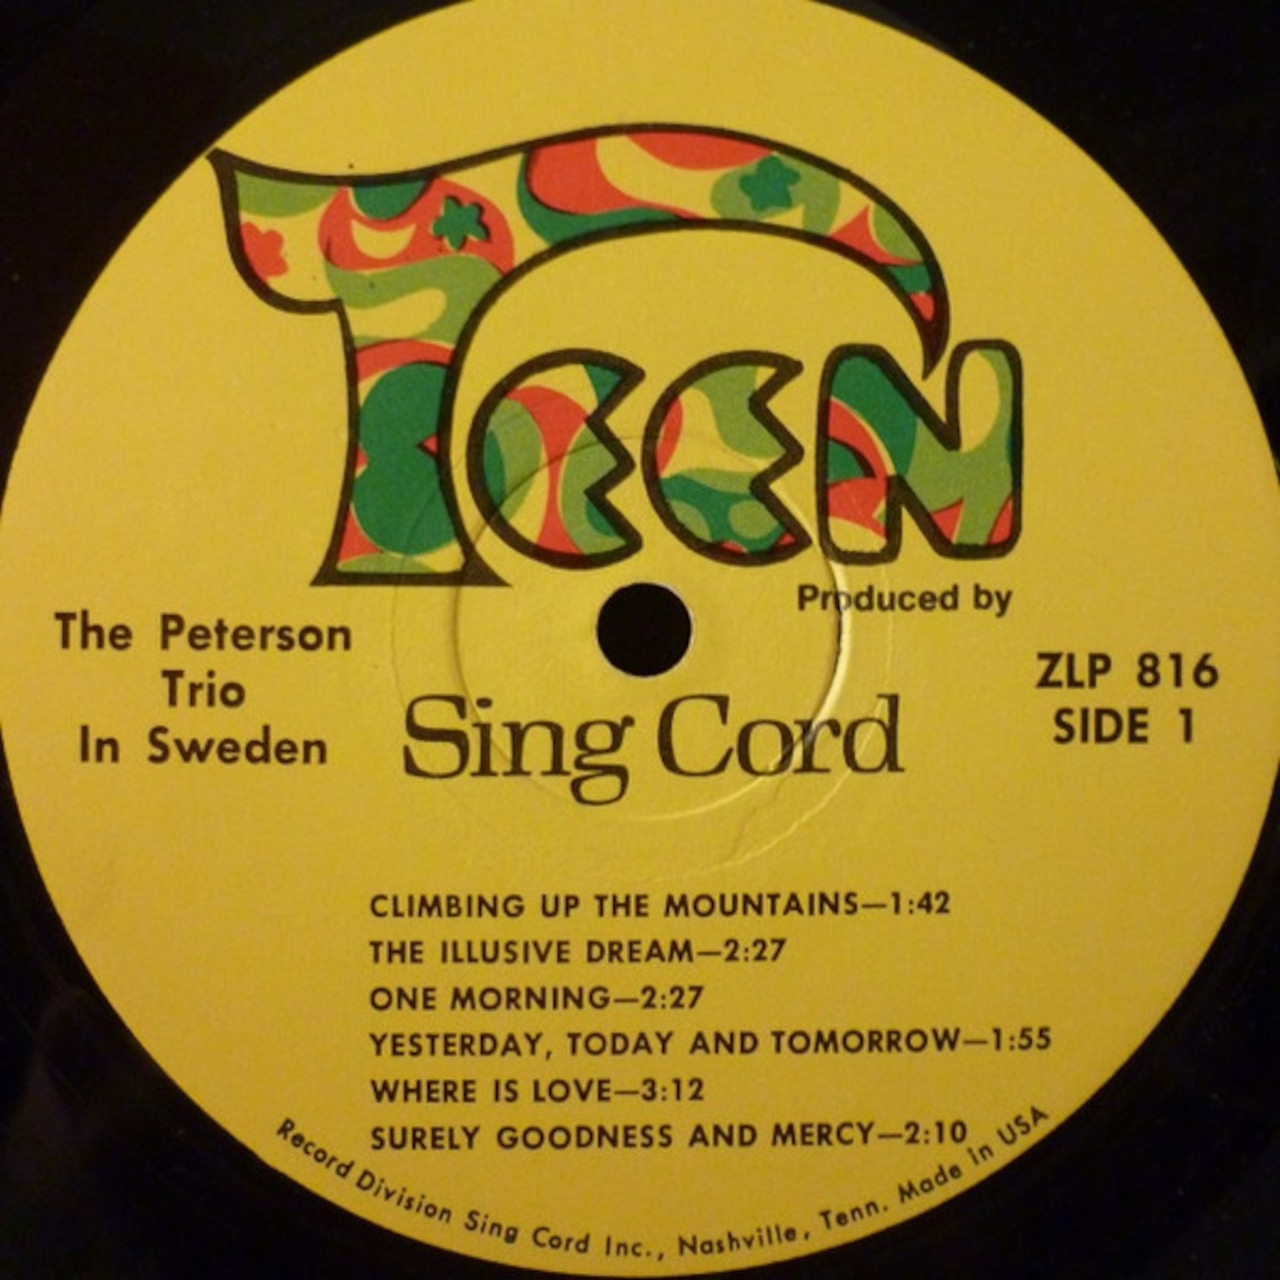 TEEN
Produced by
The Peterson
Trio
In Sweden
ZLP 816
SIDE 1
Sing Cord
CLIMBING UP THE MOUNTAINS—1:42
THE ILLUSIVE DREAM—2:27
ONE MORNING—2:27
YESTERDAY, TODAY AND TOMORROW—1:55
WHERE IS LOVE—3:12
SURELY GOODNESS AND MERCY—2:10
Record Division Sing Cord Inc., Nashville, Tenn. Made in USA